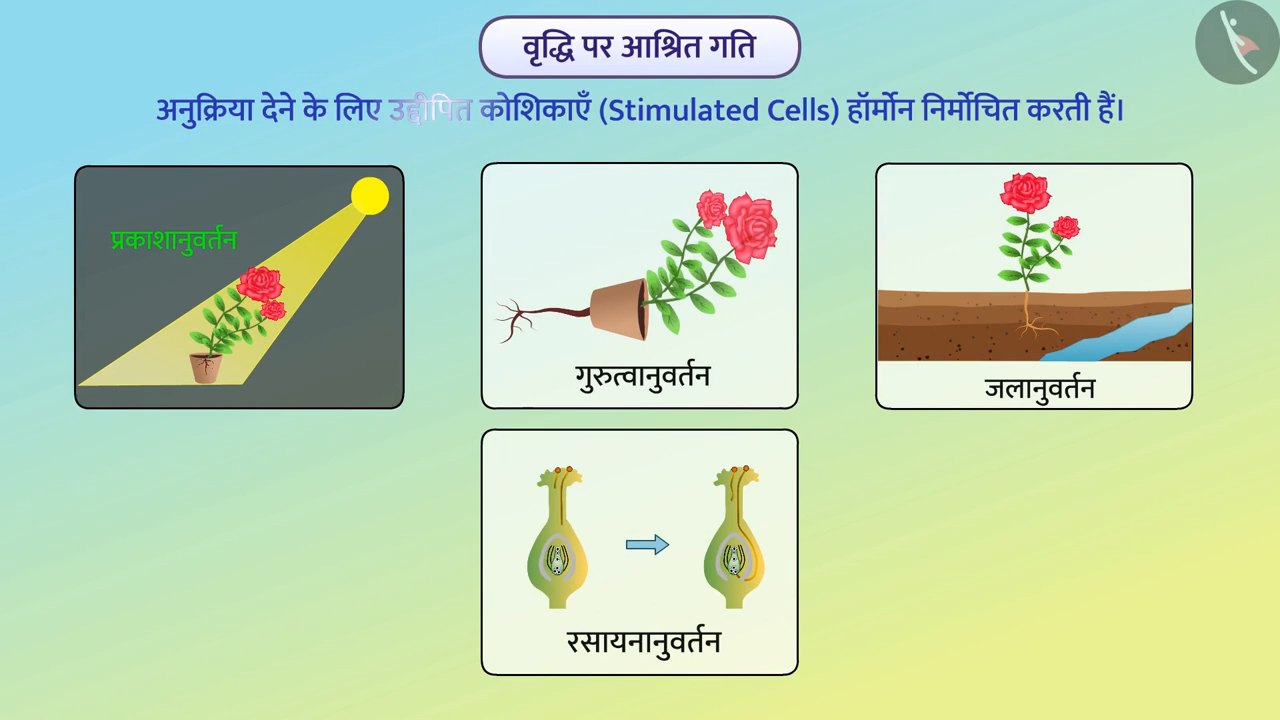 वृद्धि पर आश्रित गति
अनुक्रिया देने के लिए उद्दीपित कोशिकाएँ (Stimulated Cells) हॉर्मोन निर्मोचित करती हैं।
प्रकाशानुवर्तन
गुरुत्वानुवर्तन
जलानुवर्तन
रसायनानुवर्तन